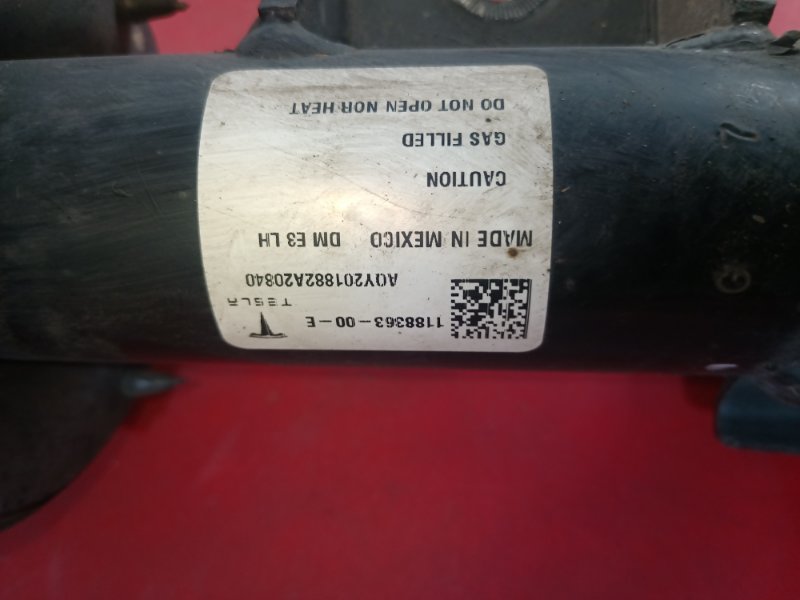 1188363-00-E
TESLA
AQY201882A20840
MADE IN MEXICO DM E3 LH
CAUTION
GAS FILLED
DO NOT OPEN NOR HEAT